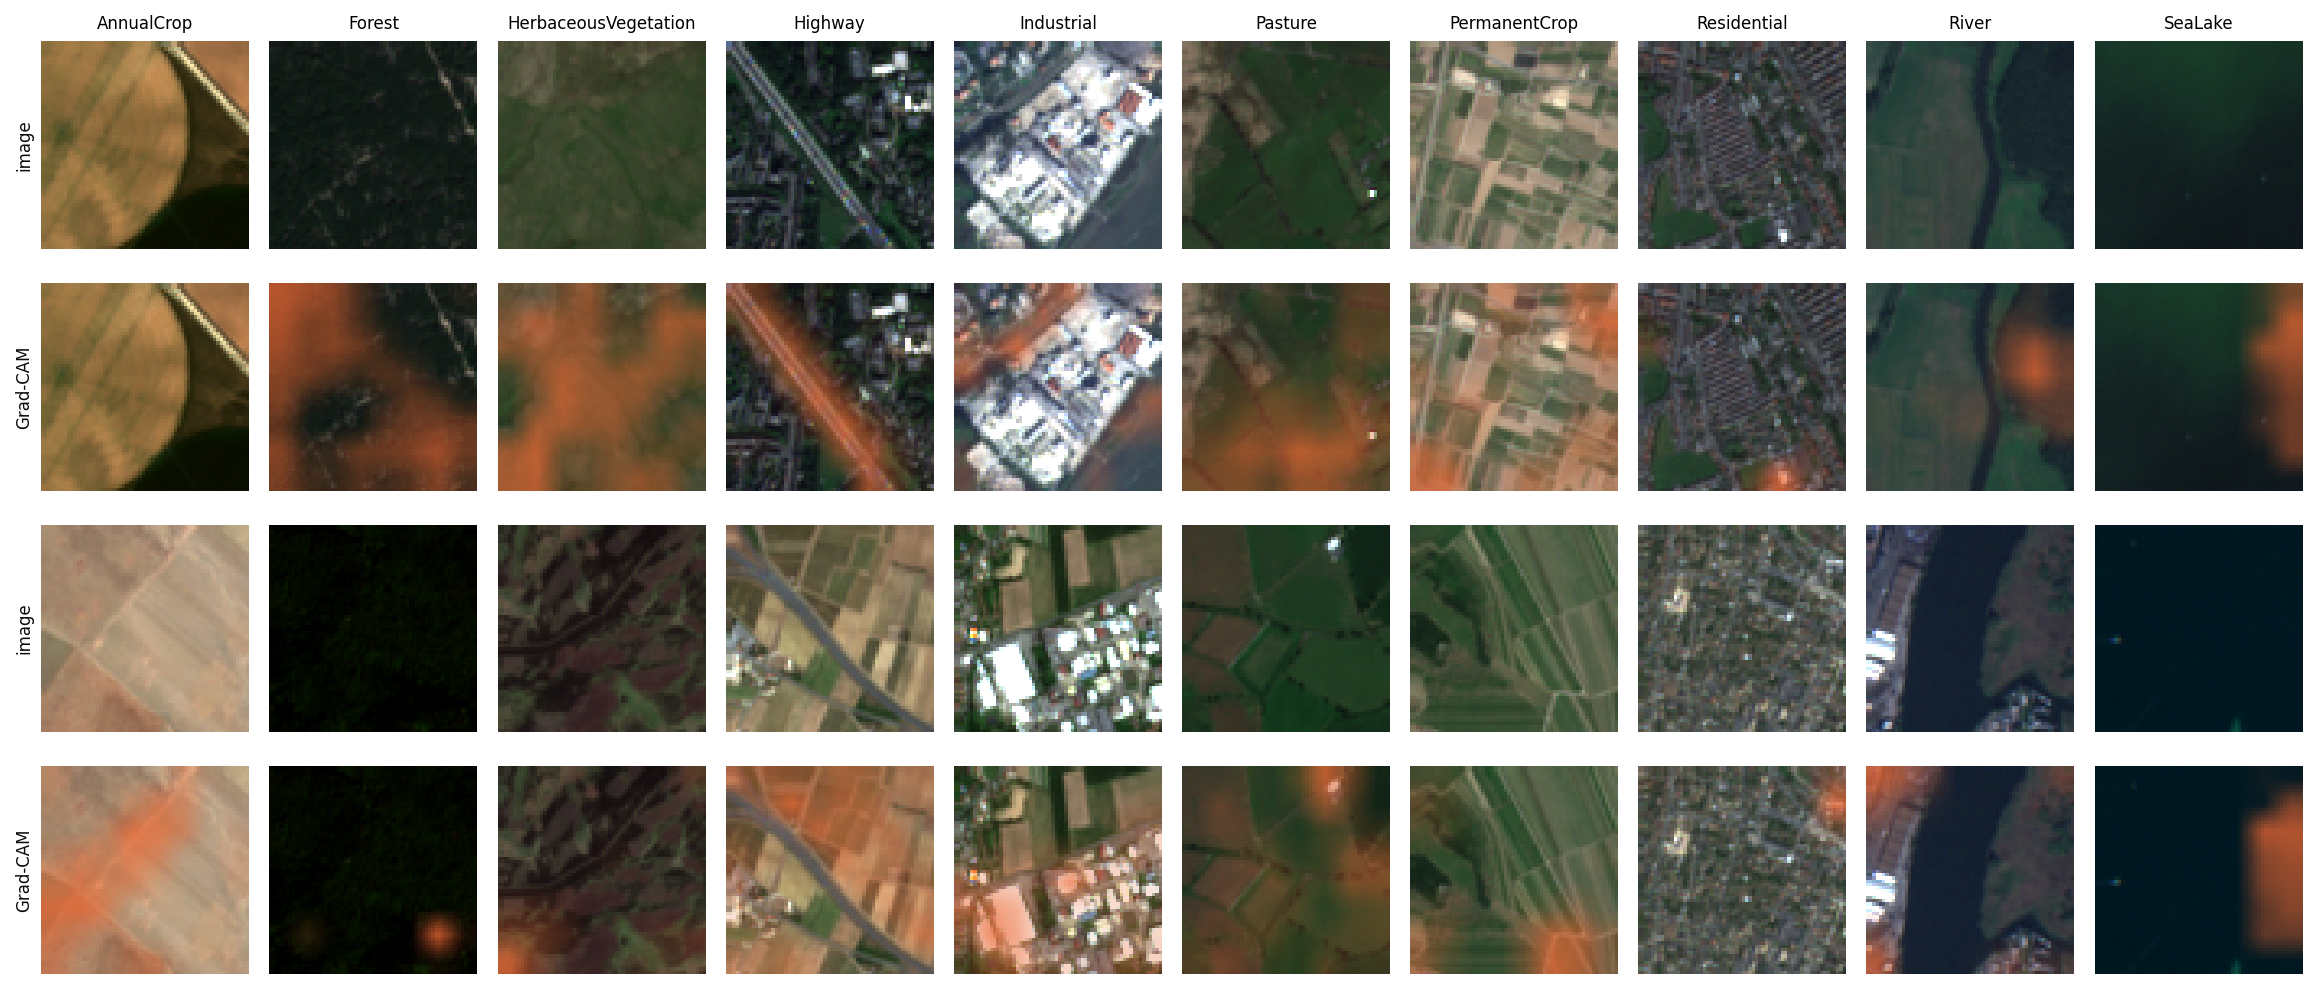 AnnualCrop Forest HerbaceousVegetation Highway Industrial Pasture PermanentCrop Residential River SeaLake
image
Grad-CAM
image
Grad-CAM